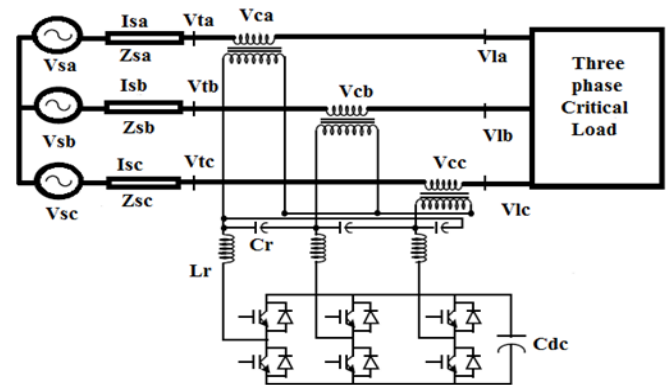 Isa
Vta
Vca
Vsa
Zsa
Vla
Three
phase
Critical
Load
Isb
Vtb
Vcb
Vsb
Zsb
Vlb
Isc
Vtc
Vcc
Vsc
Zsc
Vlc
Cr
Lr
Cdc